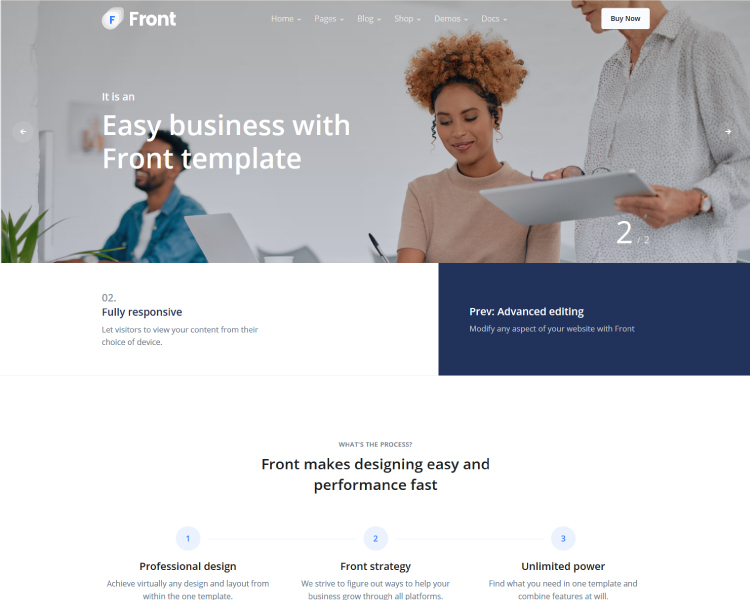 F Front
Home Pages Blog Shop Demos Docs
Buy Now
It is an
Easy business with
Front template
2 / 2
02.
Fully responsive
Let visitors to view your content from their
choice of device.
Prev: Advanced editing
Modify any aspect of your website with Front
WHAT'S THE PROCESS?
Front makes designing easy and
performance fast
1
2
3
Professional design
Achieve virtually any design and layout from
within the one template.
Front strategy
We strive to figure out ways to help your
business grow through all platforms.
Unlimited power
Find what you need in one template and
combine features at will.